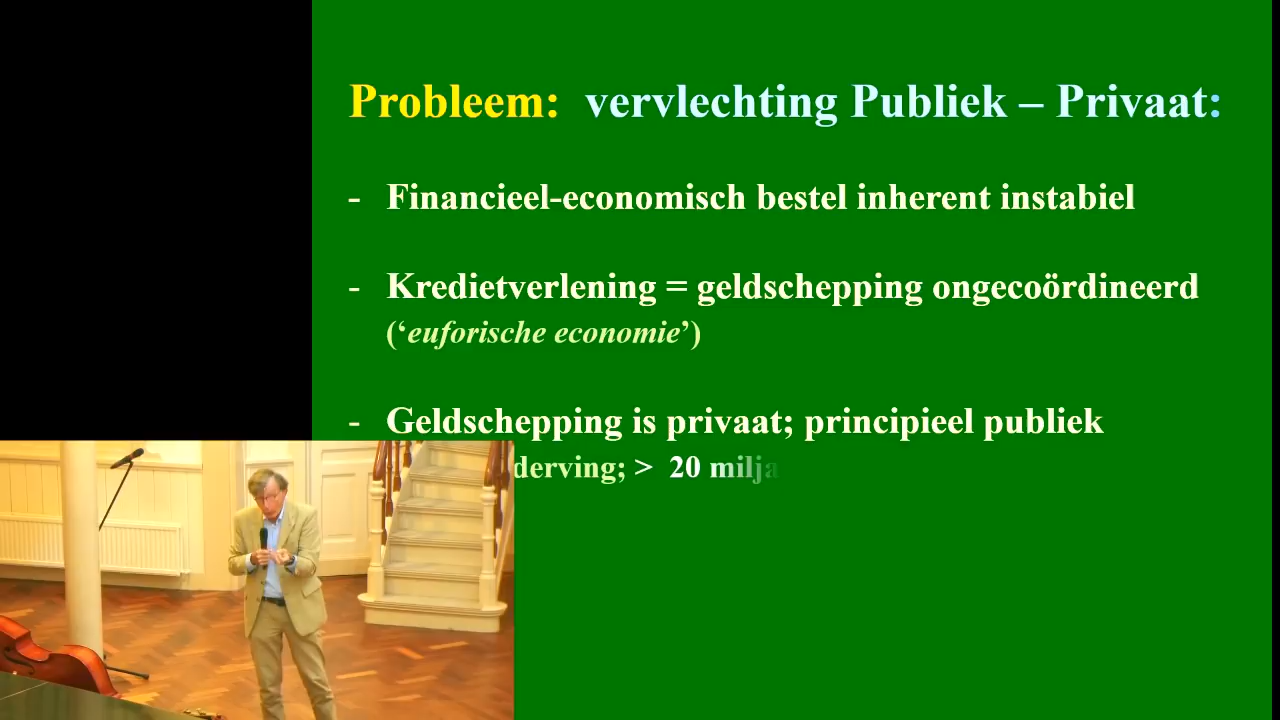 Probleem: vervlechting Publiek – Privaat:
- Financieel-economisch bestel inherent instabiel
- Kredietverlening = geldschepping ongecoördineerd
(‘euforische economie’)
- Geldschepping is privaat; principieel publiek
derving; > 20 milja